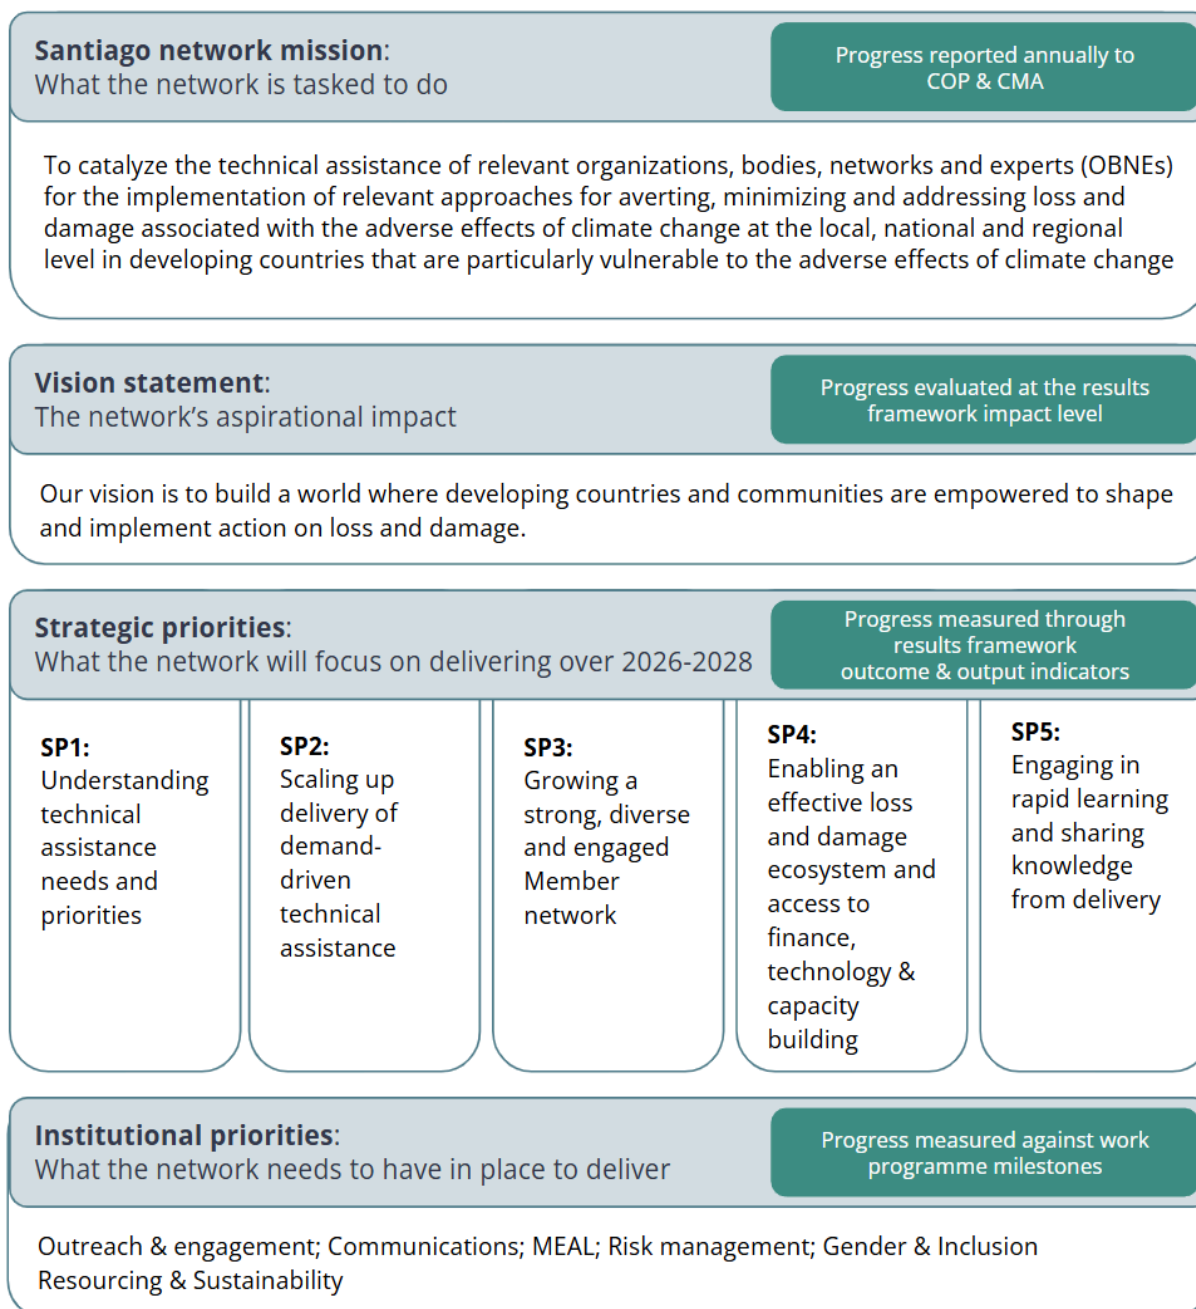 Santiago network mission:
What the network is tasked to do
Progress reported annually to
COP & CMA
To catalyze the technical assistance of relevant organizations, bodies, networks and experts (OBNEs)
for the implementation of relevant approaches for averting, minimizing and addressing loss and
damage associated with the adverse effects of climate change at the local, national and regional
level in developing countries that are particularly vulnerable to the adverse effects of climate change
Vision statement:
The network’s aspirational impact
Progress evaluated at the results
framework impact level
Our vision is to build a world where developing countries and communities are empowered to shape
and implement action on loss and damage.
Strategic priorities:
What the network will focus on delivering over 2026-2028
Progress measured through
results framework
outcome & output indicators
SP1:
Understanding
technical
assistance
needs and
priorities
SP2:
Scaling up
delivery of
demand-
driven
technical
assistance
SP3:
Growing a
strong, diverse
and engaged
Member
network
SP4:
Enabling an
effective loss
and damage
ecosystem and
access to
finance,
technology &
capacity
building
SP5:
Engaging in
rapid learning
and sharing
knowledge
from delivery
Institutional priorities:
What the network needs to have in place to deliver
Progress measured against work
programme milestones
Outreach & engagement; Communications; MEAL; Risk management; Gender & Inclusion
Resourcing & Sustainability